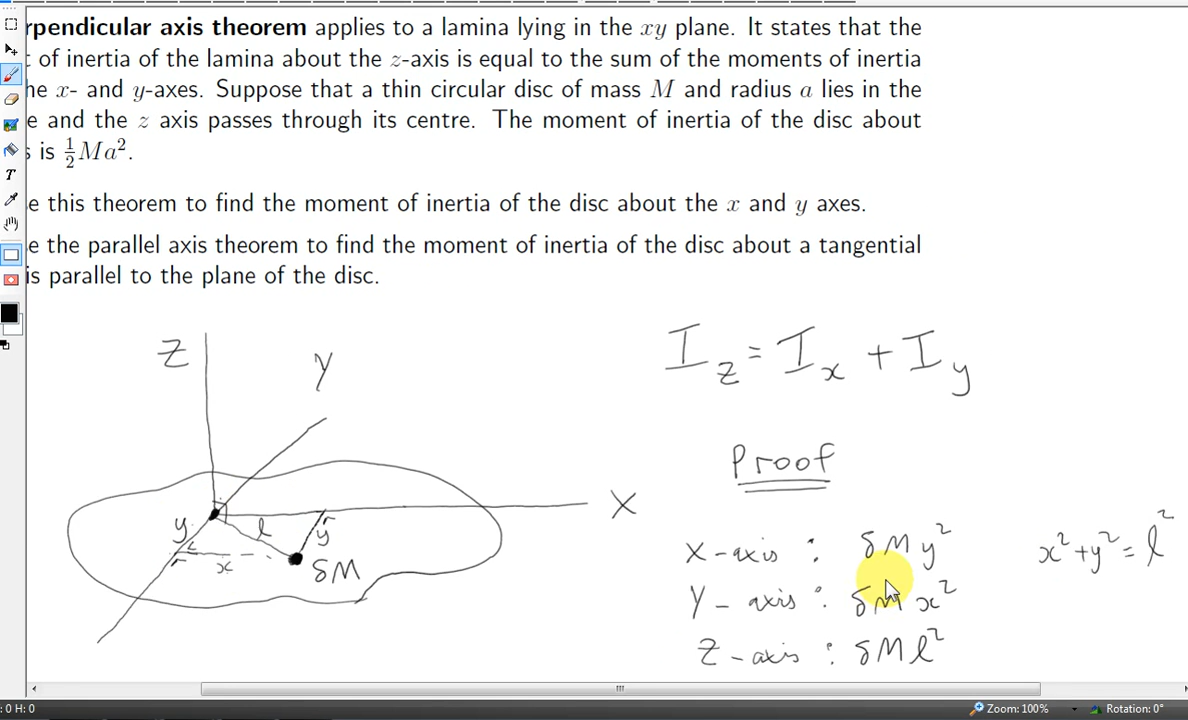 rpendicular axis theorem applies to a lamina lying in the xy plane. It states that the
t of inertia of the lamina about the z-axis is equal to the sum of the moments of inertia
he x- and y-axes. Suppose that a thin circular disc of mass M and radius a lies in the
e and the z axis passes through its centre. The moment of inertia of the disc about
s is ½Ma².
e this theorem to find the moment of inertia of the disc about the x and y axes.
e the parallel axis theorem to find the moment of inertia of the disc about a tangential
is parallel to the plane of the disc.
Z
Y
X
y
l
y
x
δM
I_z = I_x + I_y
Proof
X-axis : δM y²
x² + y² = l²
Y-axis : δM x²
Z-axis : δM l²
T
: 0 H: 0
Zoom: 100%
Rotation: 0°